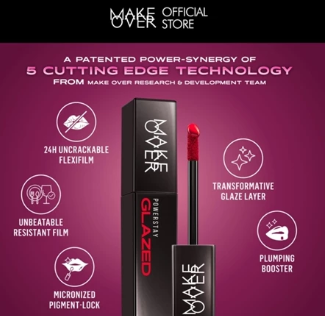 MAKE OVER OFFICIAL STORE
A PATENTED POWER-SYNERGY OF
5 CUTTING EDGE TECHNOLOGY
FROM MAKE OVER RESEARCH & DEVELOPMENT TEAM
24H UNCRACKABLE
FLEXIFILM
UNBEATABLE
RESISTANT FILM
MICRONIZED
PIGMENT-LOCK
MAKE
OVER
POWERSTAY
GLAZED
MAKE
OVER
TRANSFORMATIVE
GLAZE LAYER
PLUMPING
BOOSTER